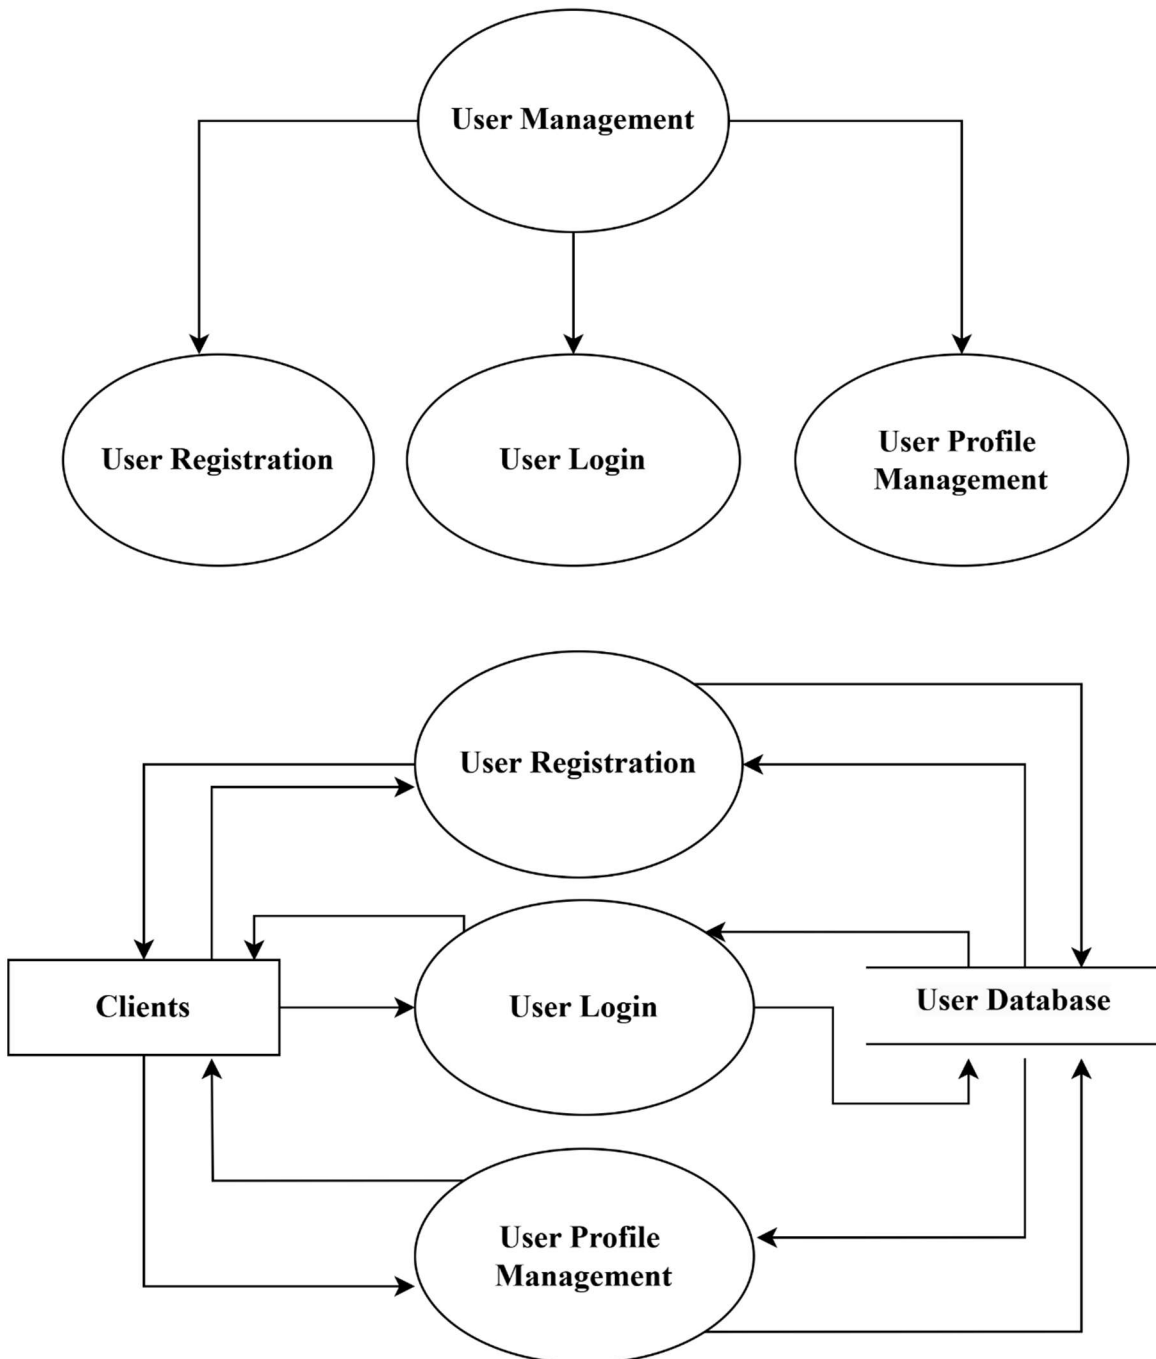 User Management
User Registration
User Login
User Profile
Management
User Registration
Clients
User Login
User Database
User Profile
Management